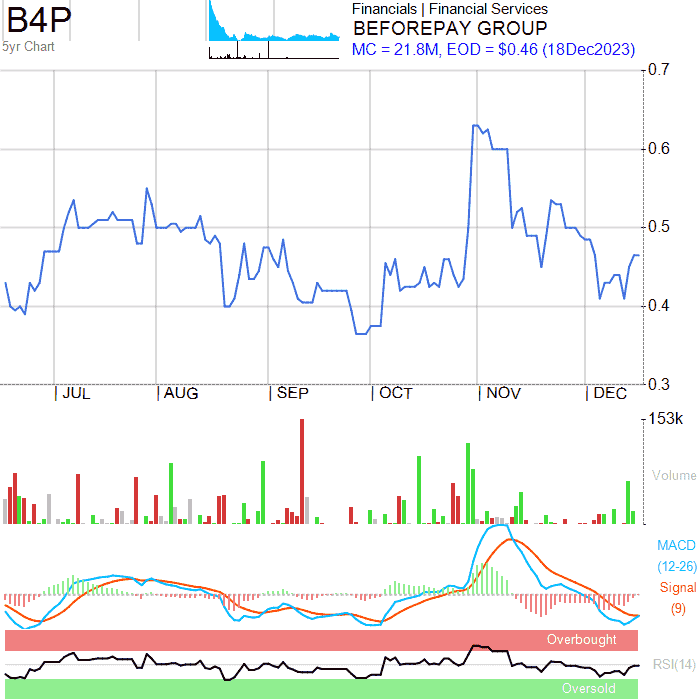 B4P
5yr Chart
Financials | Financial Services
BEFOREPAY GROUP
MC = 21.8M, EOD = $0.46 (18Dec2023)
0.7
0.6
0.5
0.4
0.3
| JUL | AUG | SEP | OCT | NOV | DEC
153k
Volume
MACD
(12-26)
Signal
(9)
Overbought
RSI(14)
Oversold